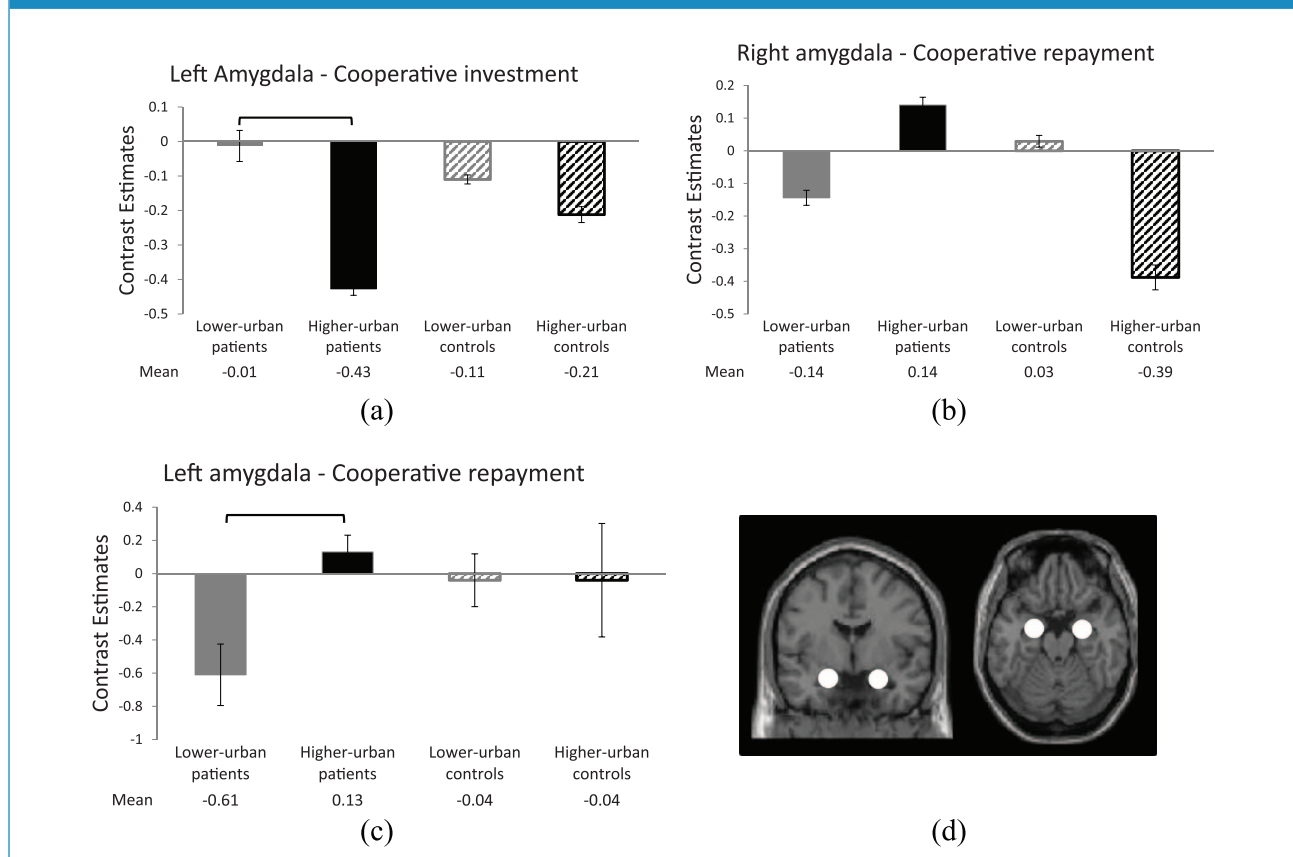 Left Amygdala - Cooperative investment
Contrast Estimates
0.1
0
-0.1
-0.2
-0.3
-0.4
-0.5
Lower-urban patients
Higher-urban patients
Lower-urban controls
Higher-urban controls
Mean -0.01 -0.43 -0.11 -0.21
(a)
Right amygdala - Cooperative repayment
Contrast Estimates
0.2
0.1
0
-0.1
-0.2
-0.3
-0.4
-0.5
Lower-urban patients
Higher-urban patients
Lower-urban controls
Higher-urban controls
Mean -0.14 0.14 0.03 -0.39
(b)
Left amygdala - Cooperative repayment
Contrast Estimates
0.4
0.2
0
-0.2
-0.4
-0.6
-0.8
-1
Lower-urban patients
Higher-urban patients
Lower-urban controls
Higher-urban controls
Mean -0.61 0.13 -0.04 -0.04
(c)
(d)